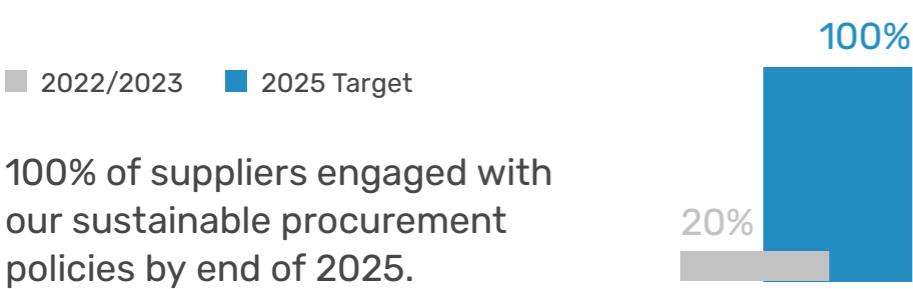 100%
2022/2023
2025 Target
100% of suppliers engaged with
our sustainable procurement
policies by end of 2025.
20%